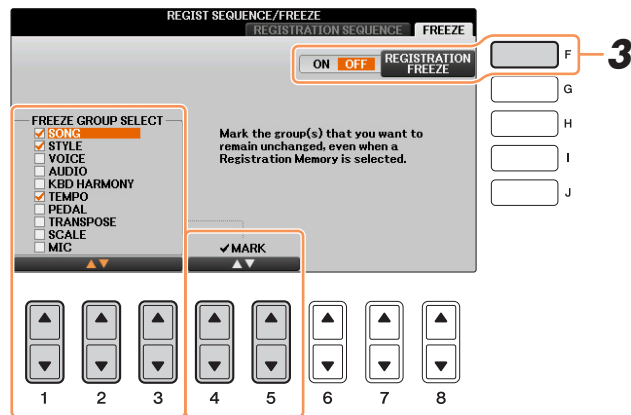 REGIST SEQUENCE/FREEZE
REGISTRATION SEQUENCE
FREEZE
ON OFF
REGISTRATION
FREEZE
F
3
G
H
I
J
FREEZE GROUP SELECT
SONG
STYLE
VOICE
AUDIO
KBD HARMONY
TEMPO
PEDAL
TRANSPOSE
SCALE
MIC
Mark the group(s) that you want to
remain unchanged, even when a
Registration Memory is selected.
✓MARK
▲▼
▲▼
1 2 3 4 5 6 7 8